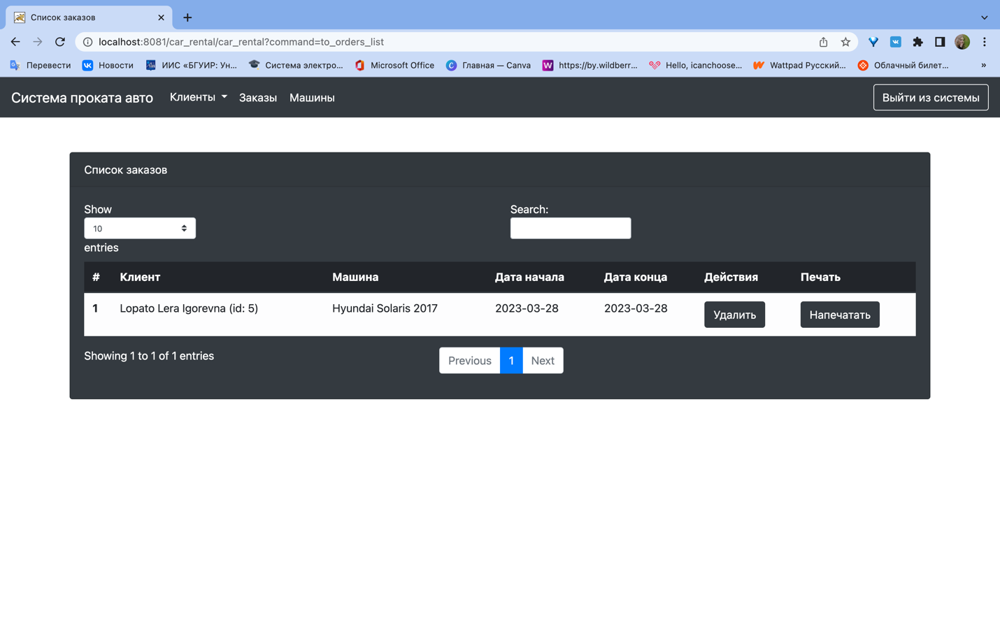 Список заказов
localhost:8081/car_rental/car_rental?command=to_orders_list
Перевести Новости ИИС «БГУИР: Ун... Система электро... Microsoft Office Главная — Canva https://by.wildberr... Hello, icanchoose... Wattpad Русский... Облачный билет... »
Система проката авто Клиенты Заказы Машины Выйти из системы
Список заказов
Show Search:
10
entries
# Клиент Машина Дата начала Дата конца Действия Печать
1 Lopato Lera Igorevna (id: 5) Hyundai Solaris 2017 2023-03-28 2023-03-28 Удалить Напечатать
Showing 1 to 1 of 1 entries Previous 1 Next